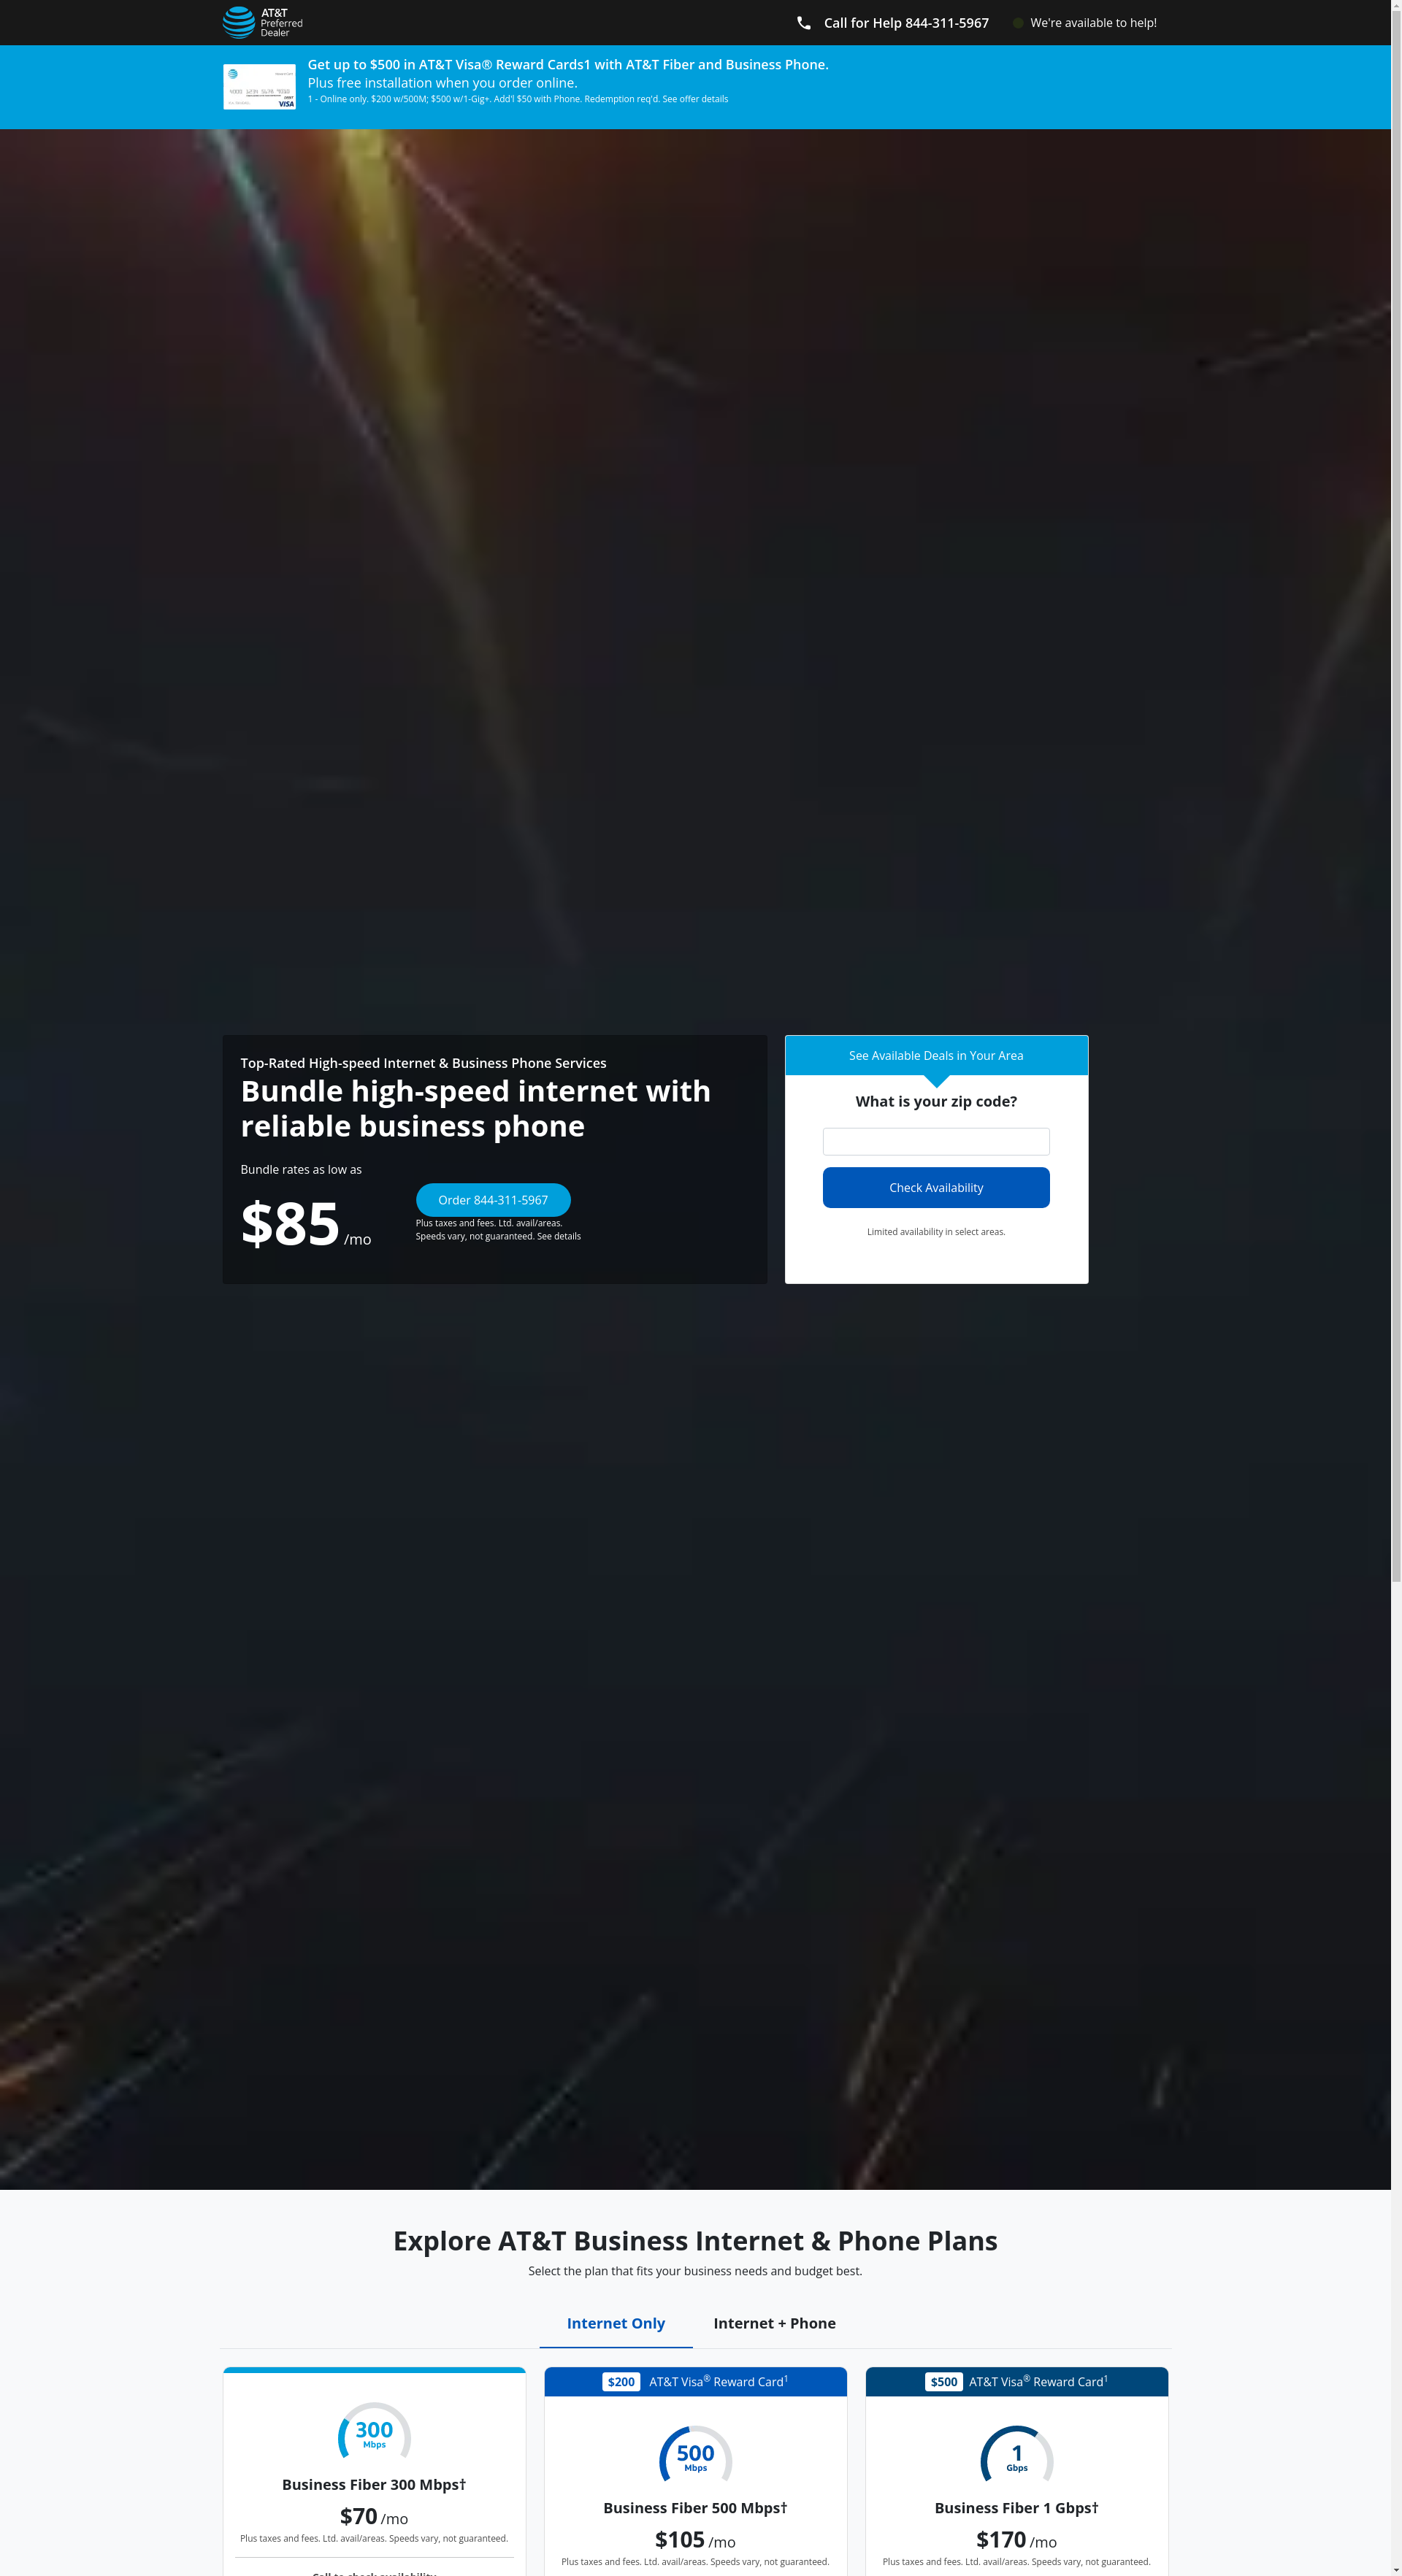 AT&T
Preferred
Dealer
Call for Help 844-311-5967
We're available to help!
Get up to $500 in AT&T Visa® Reward Cards1 with AT&T Fiber and Business Phone.
Plus free installation when you order online.
1 - Online only. $200 w/500M; $500 w/1-Gig+. Add'l $50 with Phone. Redemption req'd. See offer details
VISA
Top-Rated High-speed Internet & Business Phone Services
Bundle high-speed internet with
reliable business phone
Bundle rates as low as
$85 /mo
Order 844-311-5967
Plus taxes and fees. Ltd. avail/areas.
Speeds vary, not guaranteed. See details
See Available Deals in Your Area
What is your zip code?
Check Availability
Limited availability in select areas.
Explore AT&T Business Internet & Phone Plans
Select the plan that fits your business needs and budget best.
Internet Only
Internet + Phone
300
Mbps
Business Fiber 300 Mbps†
$70 /mo
Plus taxes and fees. Ltd. avail/areas. Speeds vary, not guaranteed.
$200 AT&T Visa® Reward Card1
500
Mbps
Business Fiber 500 Mbps†
$105 /mo
Plus taxes and fees. Ltd. avail/areas. Speeds vary, not guaranteed.
$500 AT&T Visa® Reward Card1
1
Gbps
Business Fiber 1 Gbps†
$170 /mo
Plus taxes and fees. Ltd. avail/areas. Speeds vary, not guaranteed.